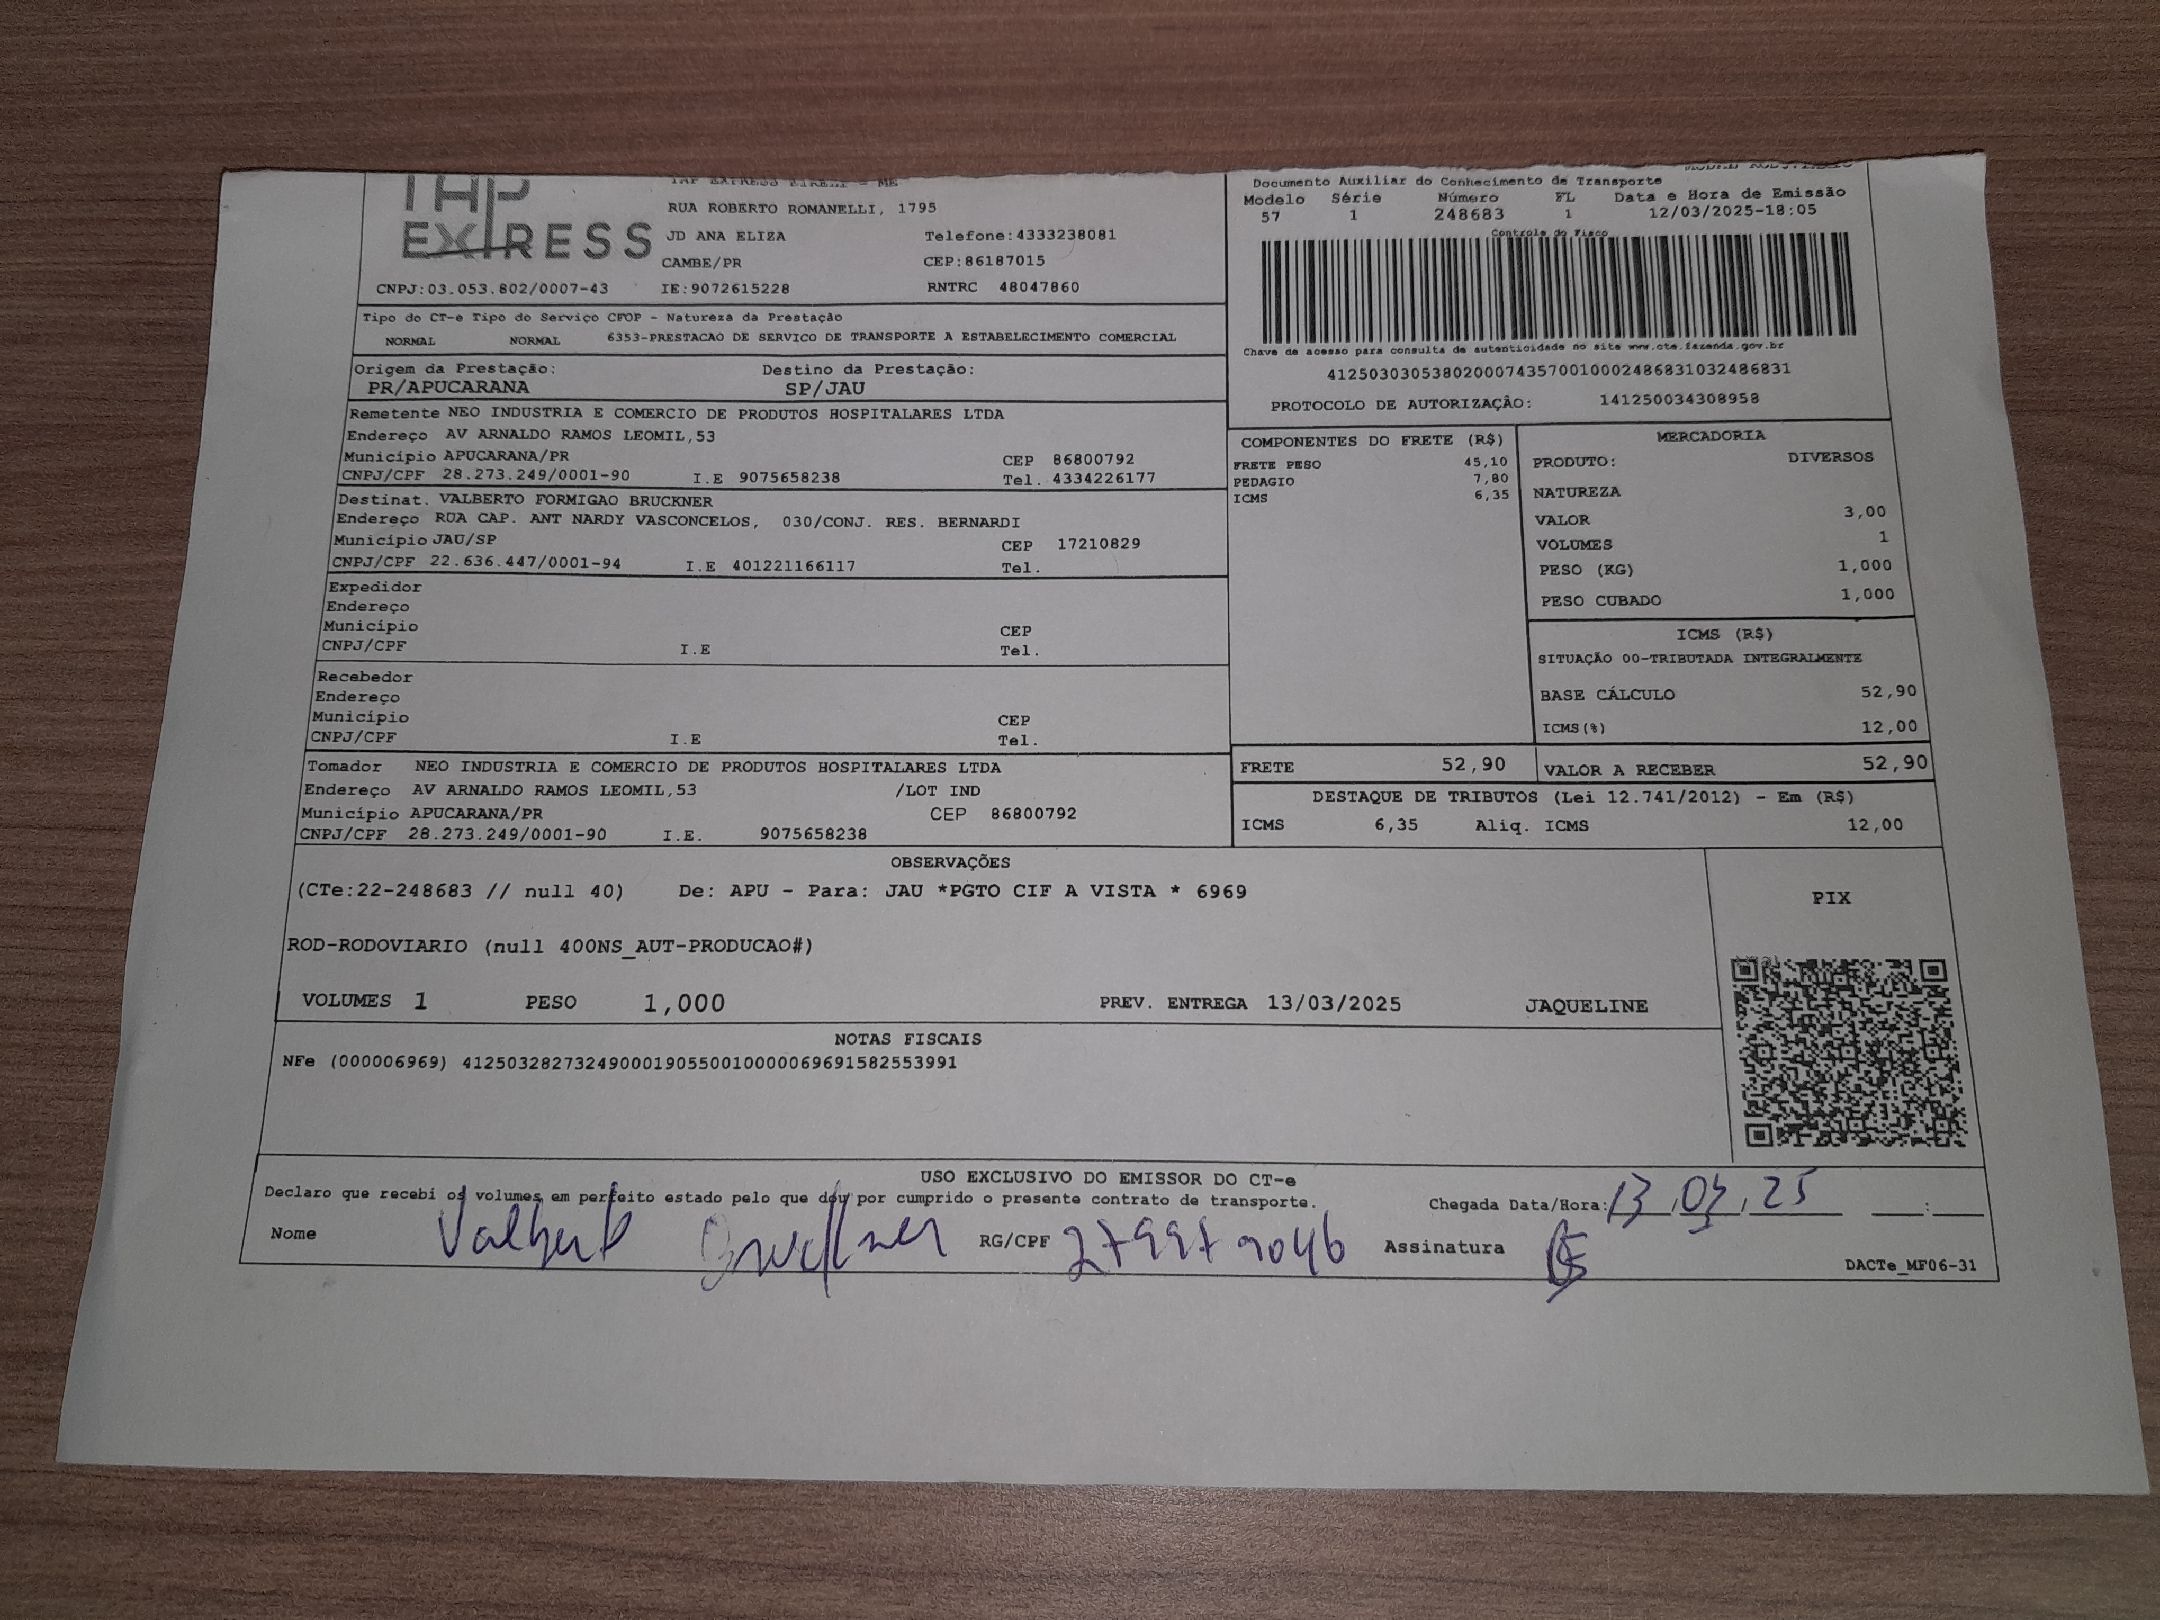 THP EXPRESS
THP EXPRESS EIRELI - ME
RUA ROBERTO ROMANELLI, 1795
JD ANA ELIZA Telefone:4333238081
CAMBE/PR CEP:86187015
CNPJ:03.053.802/0007-43 IE:9072615228 RNTRC 48047860
Documento Auxiliar do Conhecimento de Transporte
Modelo Série Número FL Data e Hora de Emissão
57 1 248683 1 12/03/2025-18:05
Controle do Fisco
Chave de acesso para consulta de autenticidade no site www.cte.fazenda.gov.br
41250303053802000743570010002486831032486831
PROTOCOLO DE AUTORIZAÇÃO: 141250034308958
Tipo do CT-e Tipo do Serviço CFOP - Natureza da Prestação
NORMAL NORMAL 6353-PRESTACAO DE SERVICO DE TRANSPORTE A ESTABELECIMENTO COMERCIAL
Origem da Prestação: Destino da Prestação:
PR/APUCARANA SP/JAU
Remetente NEO INDUSTRIA E COMERCIO DE PRODUTOS HOSPITALARES LTDA
Endereço AV ARNALDO RAMOS LEOMIL,53
Município APUCARANA/PR CEP 86800792
CNPJ/CPF 28.273.249/0001-90 I.E 9075658238 Tel. 4334226177
Destinat. VALBERTO FORMIGAO BRUCKNER
Endereço RUA CAP. ANT NARDY VASCONCELOS, 030/CONJ. RES. BERNARDI
Município JAU/SP CEP 17210829
CNPJ/CPF 22.636.447/0001-94 I.E 401221166117 Tel.
Expedidor
Endereço
Município CEP
CNPJ/CPF I.E Tel.
Recebedor
Endereço
Município CEP
CNPJ/CPF I.E Tel.
Tomador NEO INDUSTRIA E COMERCIO DE PRODUTOS HOSPITALARES LTDA
Endereço AV ARNALDO RAMOS LEOMIL,53 /LOT IND
Município APUCARANA/PR CEP 86800792
CNPJ/CPF 28.273.249/0001-90 I.E. 9075658238
COMPONENTES DO FRETE (R$)
FRETE PESO 45,10
PEDAGIO 7,80
ICMS 6,35
MERCADORIA
PRODUTO: DIVERSOS
NATUREZA
VALOR 3,00
VOLUMES 1
PESO (KG) 1,000
PESO CUBADO 1,000
ICMS (R$)
SITUAÇÃO 00-TRIBUTADA INTEGRALMENTE
BASE CÁLCULO 52,90
ICMS(%) 12,00
FRETE 52,90 VALOR A RECEBER 52,90
DESTAQUE DE TRIBUTOS (Lei 12.741/2012) - Em (R$)
ICMS 6,35 Aliq. ICMS 12,00
OBSERVAÇÕES
(CTe:22-248683 // null 40) De: APU - Para: JAU *PGTO CIF A VISTA * 6969
ROD-RODOVIARIO (null 400NS_AUT-PRODUCAO#)
VOLUMES 1 PESO 1,000 PREV. ENTREGA 13/03/2025 JAQUELINE
PIX
NOTAS FISCAIS
NFe (000006969) 41250328273249000190550010000069691582553991
USO EXCLUSIVO DO EMISSOR DO CT-e
Declaro que recebi os volumes em perfeito estado pelo que dou por cumprido o presente contrato de transporte. Chegada Data/Hora: 13,03,25 __:__
Nome Valbert Bruckner RG/CPF 279979046 Assinatura
DACTe_MF06-31